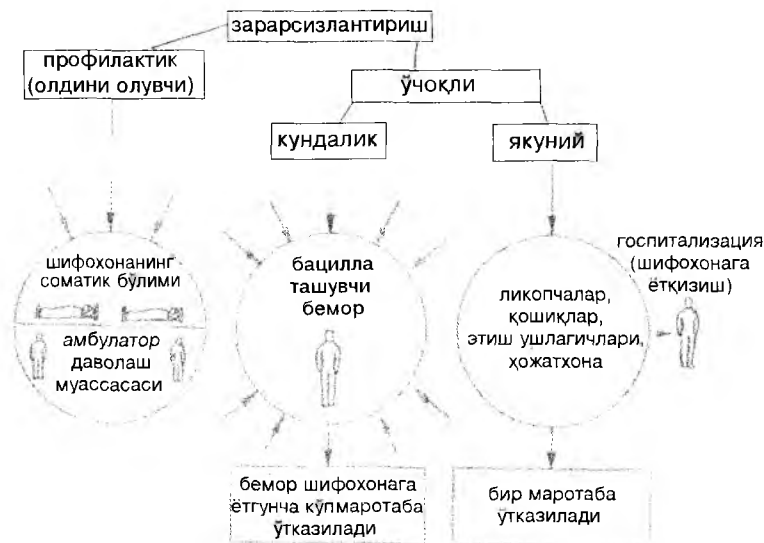 зарарсизлантириш
профилактик
(олдини олувчи)
ўчоқли
кундалик
якуний
шифохонанинг
соматик бўлими
амбулатор
даволаш
муассасаси
бацилла
ташувчи
бемор
ликопчалар,
қошиқлар,
этиш ушлагичлари,
ҳожатхона
госпитализация
(шифохонага
ётқизиш)
бемор шифохонага
ётгунча кўпмаротаба
ўтказилади
бир маротаба
ўтказилади